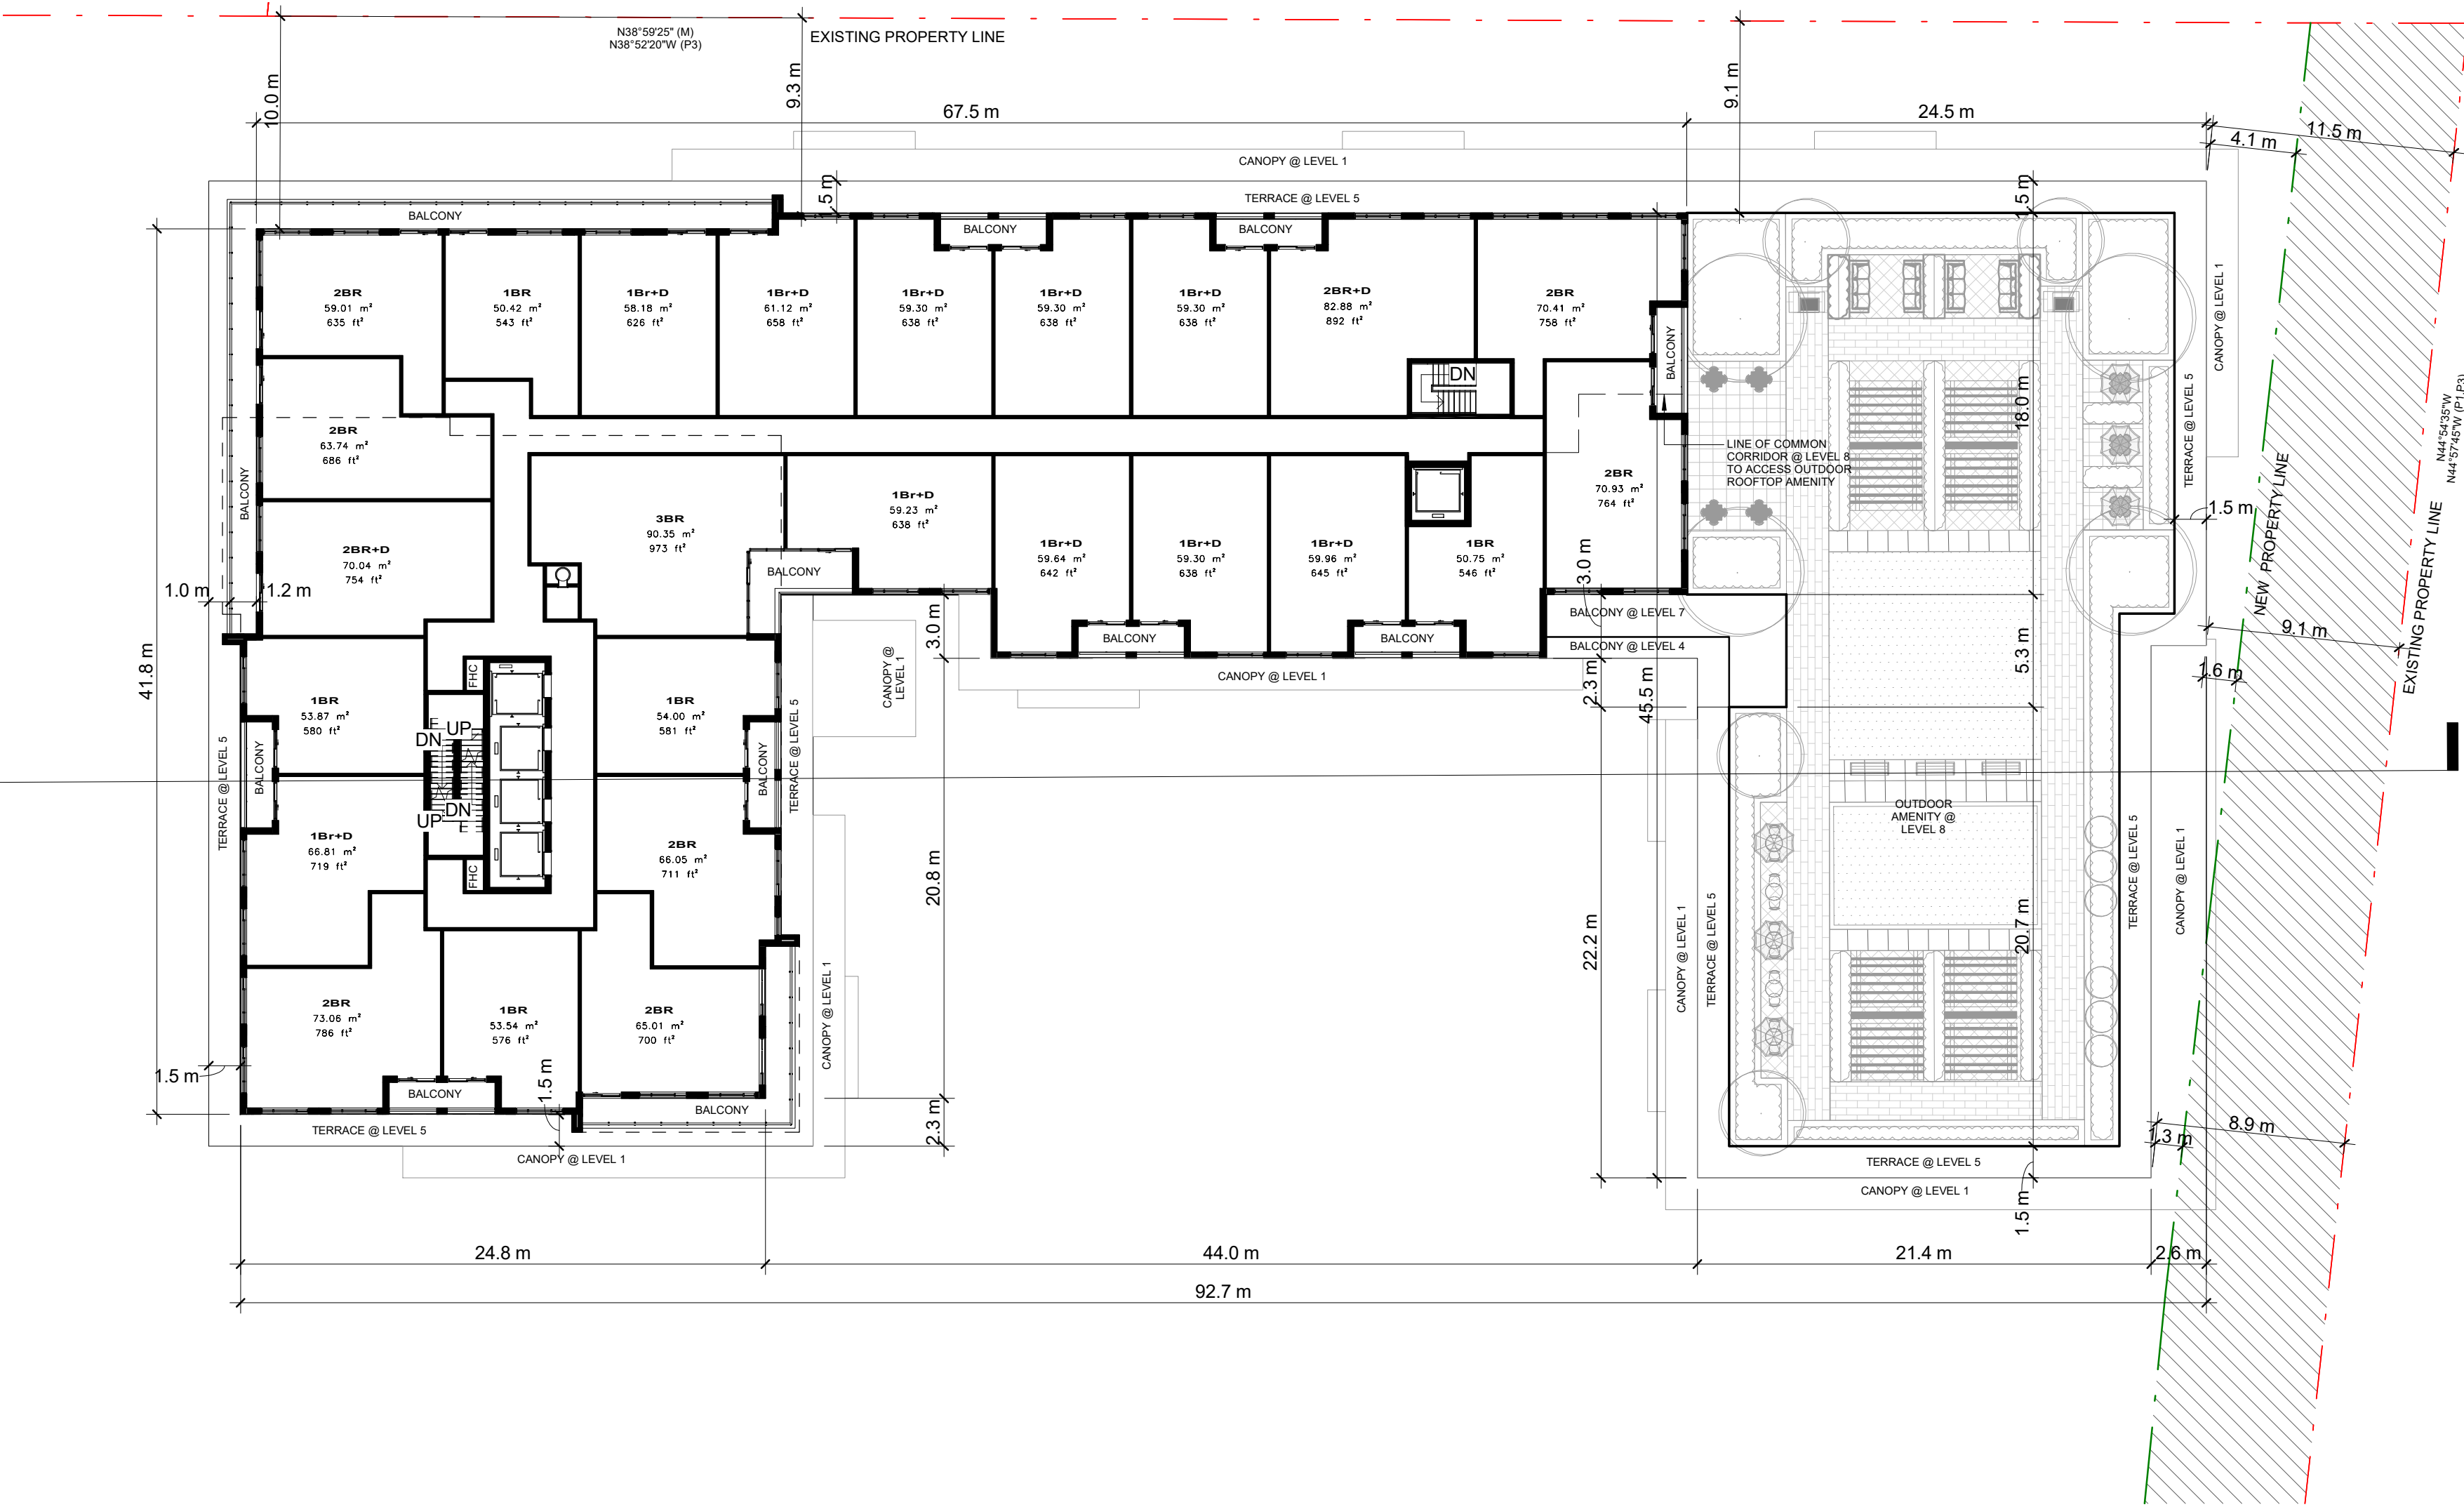 N38°59'25" (M)
N38°52'20"W (P3)
EXISTING PROPERTY LINE
10.0 m
9.3 m
9.1 m
67.5 m
24.5 m
4.1 m
11.5 m
CANOPY @ LEVEL 1
TERRACE @ LEVEL 5
1.5 m
1.5 m
BALCONY
BALCONY
BALCONY
2BR
59.01 m²
635 ft²
1BR
50.42 m²
543 ft²
1Br+D
58.18 m²
626 ft²
1Br+D
61.12 m²
658 ft²
1Br+D
59.30 m²
638 ft²
1Br+D
59.30 m²
638 ft²
1Br+D
59.30 m²
638 ft²
2BR+D
82.88 m²
892 ft²
2BR
70.41 m²
758 ft²
BALCONY
DN
CANOPY @ LEVEL 1
TERRACE @ LEVEL 5
18.0 m
N44°54'35"W
N44°57'45"W (P1,P3)
LINE OF COMMON
CORRIDOR @ LEVEL 8
TO ACCESS OUTDOOR
ROOFTOP AMENITY
2BR
63.74 m²
686 ft²
BALCONY
2BR+D
70.04 m²
754 ft²
3BR
90.35 m²
973 ft²
1Br+D
59.23 m²
638 ft²
1Br+D
59.64 m²
642 ft²
1Br+D
59.30 m²
638 ft²
1Br+D
59.96 m²
645 ft²
1BR
50.75 m²
546 ft²
2BR
70.93 m²
764 ft²
1.5 m
NEW PROPERTY LINE
EXISTING PROPERTY LINE
1.0 m
1.2 m
BALCONY
3.0 m
3.0 m
BALCONY
BALCONY
BALCONY @ LEVEL 7
BALCONY @ LEVEL 4
CANOPY @ LEVEL 1
CANOPY @
LEVEL 1
5.3 m
9.1 m
1.6 m
2.3 m
45.5 m
41.8 m
1BR
53.87 m²
580 ft²
FHC
UP
DN
DN
UP
FHC
1BR
54.00 m²
581 ft²
BALCONY
TERRACE @ LEVEL 5
BALCONY
TERRACE @ LEVEL 5
1Br+D
66.81 m²
719 ft²
2BR
66.05 m²
711 ft²
20.8 m
22.2 m
OUTDOOR
AMENITY @
LEVEL 8
TERRACE @ LEVEL 5
CANOPY @ LEVEL 1
20.7 m
CANOPY @ LEVEL 1
TERRACE @ LEVEL 5
2BR
73.06 m²
786 ft²
1BR
53.54 m²
576 ft²
2BR
65.01 m²
700 ft²
CANOPY @ LEVEL 1
1.5 m
1.5 m
BALCONY
BALCONY
2.3 m
TERRACE @ LEVEL 5
CANOPY @ LEVEL 1
8.9 m
1.3 m
TERRACE @ LEVEL 5
CANOPY @ LEVEL 1
1.5 m
24.8 m
44.0 m
21.4 m
2.6 m
92.7 m